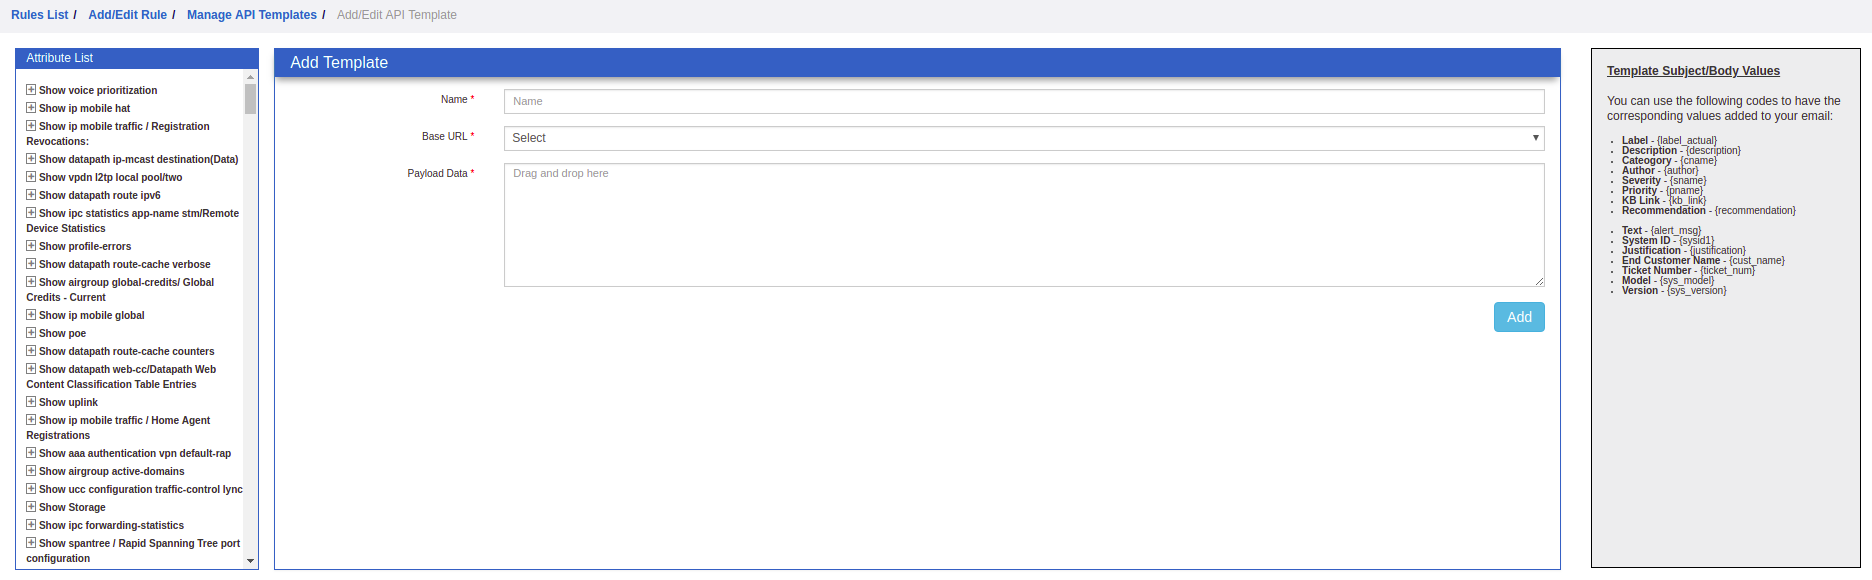 Rules List / Add/Edit Rule / Manage API Templates / Add/Edit API Template
Attribute List
Show voice prioritization
Show ip mobile hat
Show ip mobile traffic / Registration
Revocations:
Show datapath ip-mcast destination(Data)
Show vpdn l2tp local pool/two
Show datapath route ipv6
Show ipc statistics app-name stm/Remote
Device Statistics
Show profile-errors
Show datapath route-cache verbose
Show airgroup global-credits/ Global
Credits - Current
Show ip mobile global
Show poe
Show datapath route-cache counters
Show datapath web-cc/Datapath Web
Content Classification Table Entries
Show uplink
Show ip mobile traffic / Home Agent
Registrations
Show aaa authentication vpn default-rap
Show airgroup active-domains
Show ucc configuration traffic-control lync
Show Storage
Show ipc forwarding-statistics
Show spantree / Rapid Spanning Tree port
configuration
Add Template
Name *
Name
Base URL *
Select
Payload Data *
Drag and drop here
Add
Template Subject/Body Values
You can use the following codes to have the
corresponding values added to your email:
Label - {label_actual}
Description - {description}
Cateogory - {cname}
Author - {author}
Severity - {sname}
Priority - {pname}
KB Link - {kb_link}
Recommendation - {recommendation}
Text - {alert_msg}
System ID - {sysid1}
Justification - {justification}
End Customer Name - {cust_name}
Ticket Number - {ticket_num}
Model - {sys_model}
Version - {sys_version}